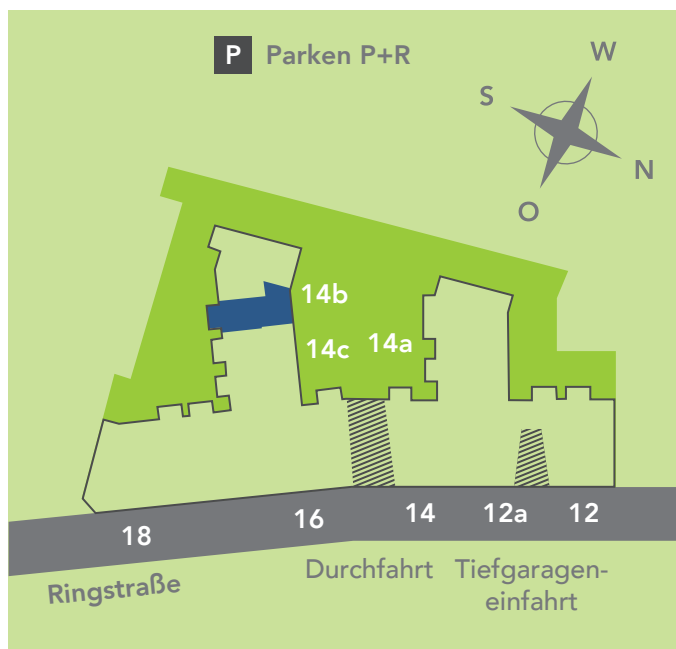 P Parken P+R
W
S
N
O
14b
14c 14a
18 16 14 12a 12
Ringstraße
Durchfahrt
Tiefgaragen-
einfahrt